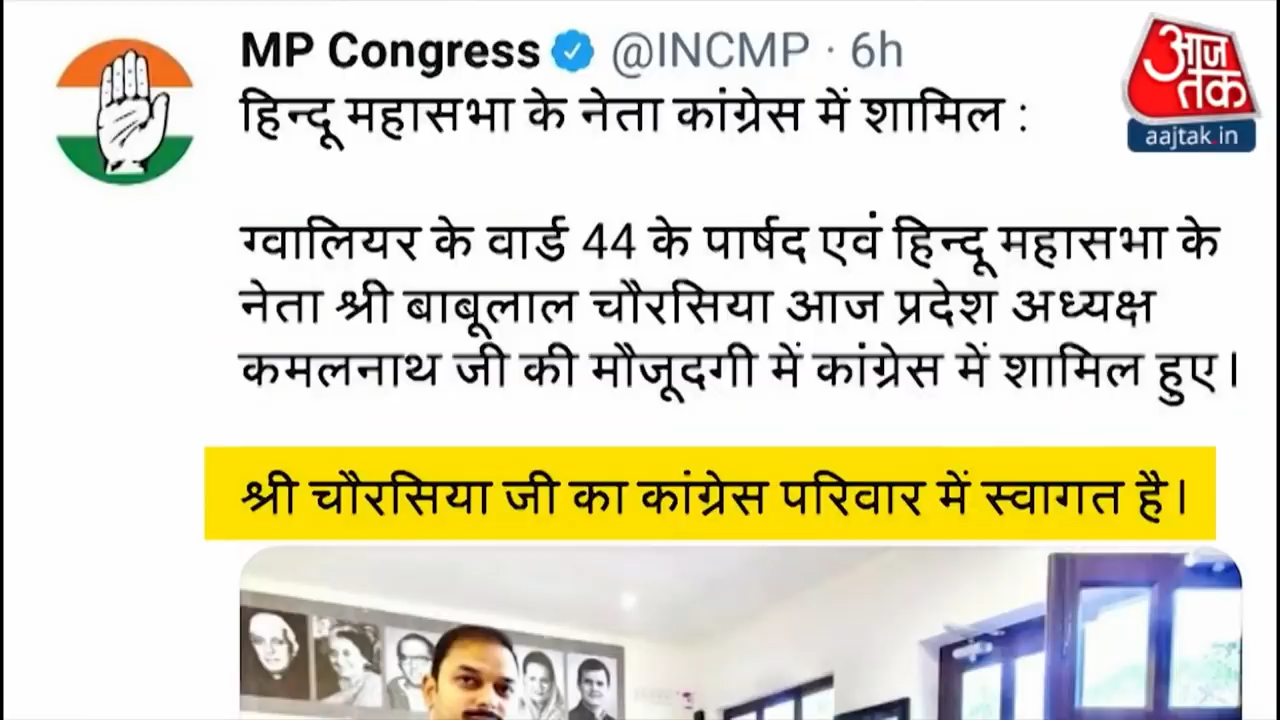 MP Congress @INCMP · 6h
हिन्दू महासभा के नेता कांग्रेस में शामिल :
ग्वालियर के वार्ड 44 के पार्षद एवं हिन्दू महासभा के
नेता श्री बाबूलाल चौरसिया आज प्रदेश अध्यक्ष
कमलनाथ जी की मौजूदगी में कांग्रेस में शामिल हुए।
श्री चौरसिया जी का कांग्रेस परिवार में स्वागत है।
आज
तक
aajtak.in